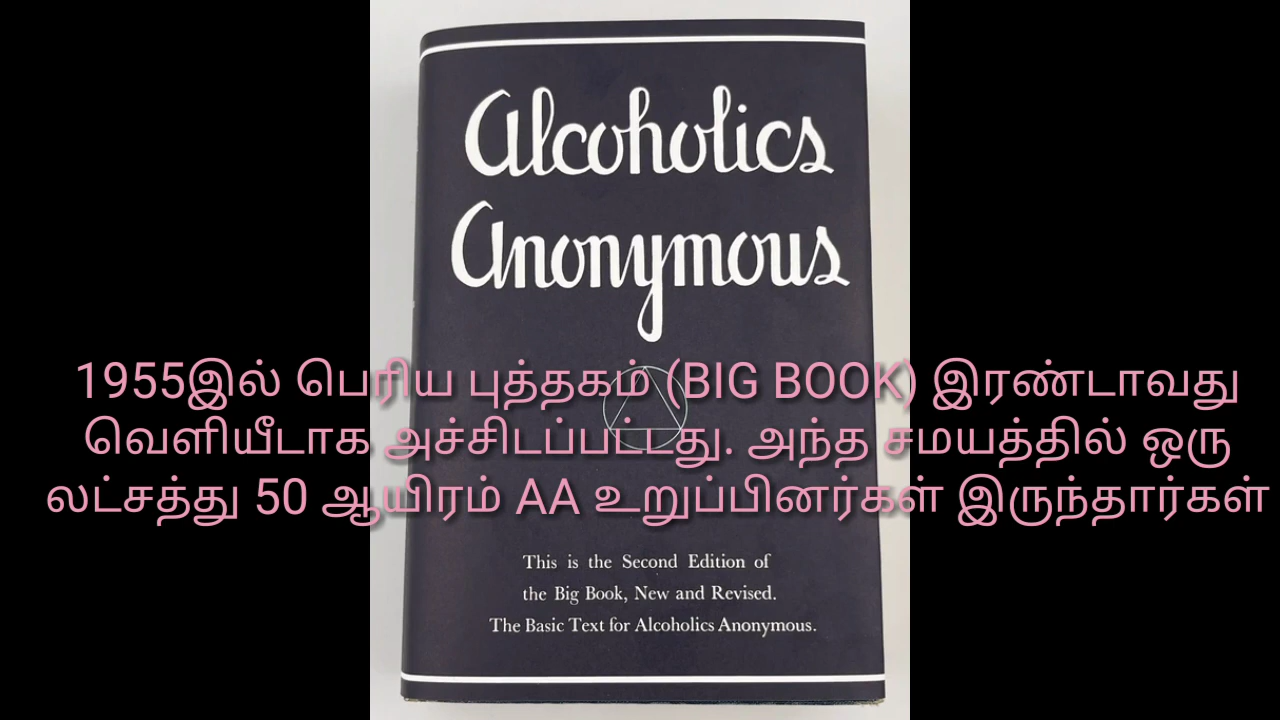 Alcoholics
Anonymous
1955இல் பெரிய புத்தகம் (BIG BOOK) இரண்டாவது
வெளியீடாக அச்சிடப்பட்டது. அந்த சமயத்தில் ஒரு
லட்சத்து 50 ஆயிரம் AA உறுப்பினர்கள் இருந்தார்கள்
This is the Second Edition of
the Big Book, New and Revised.
The Basic Text for Alcoholics Anonymous.